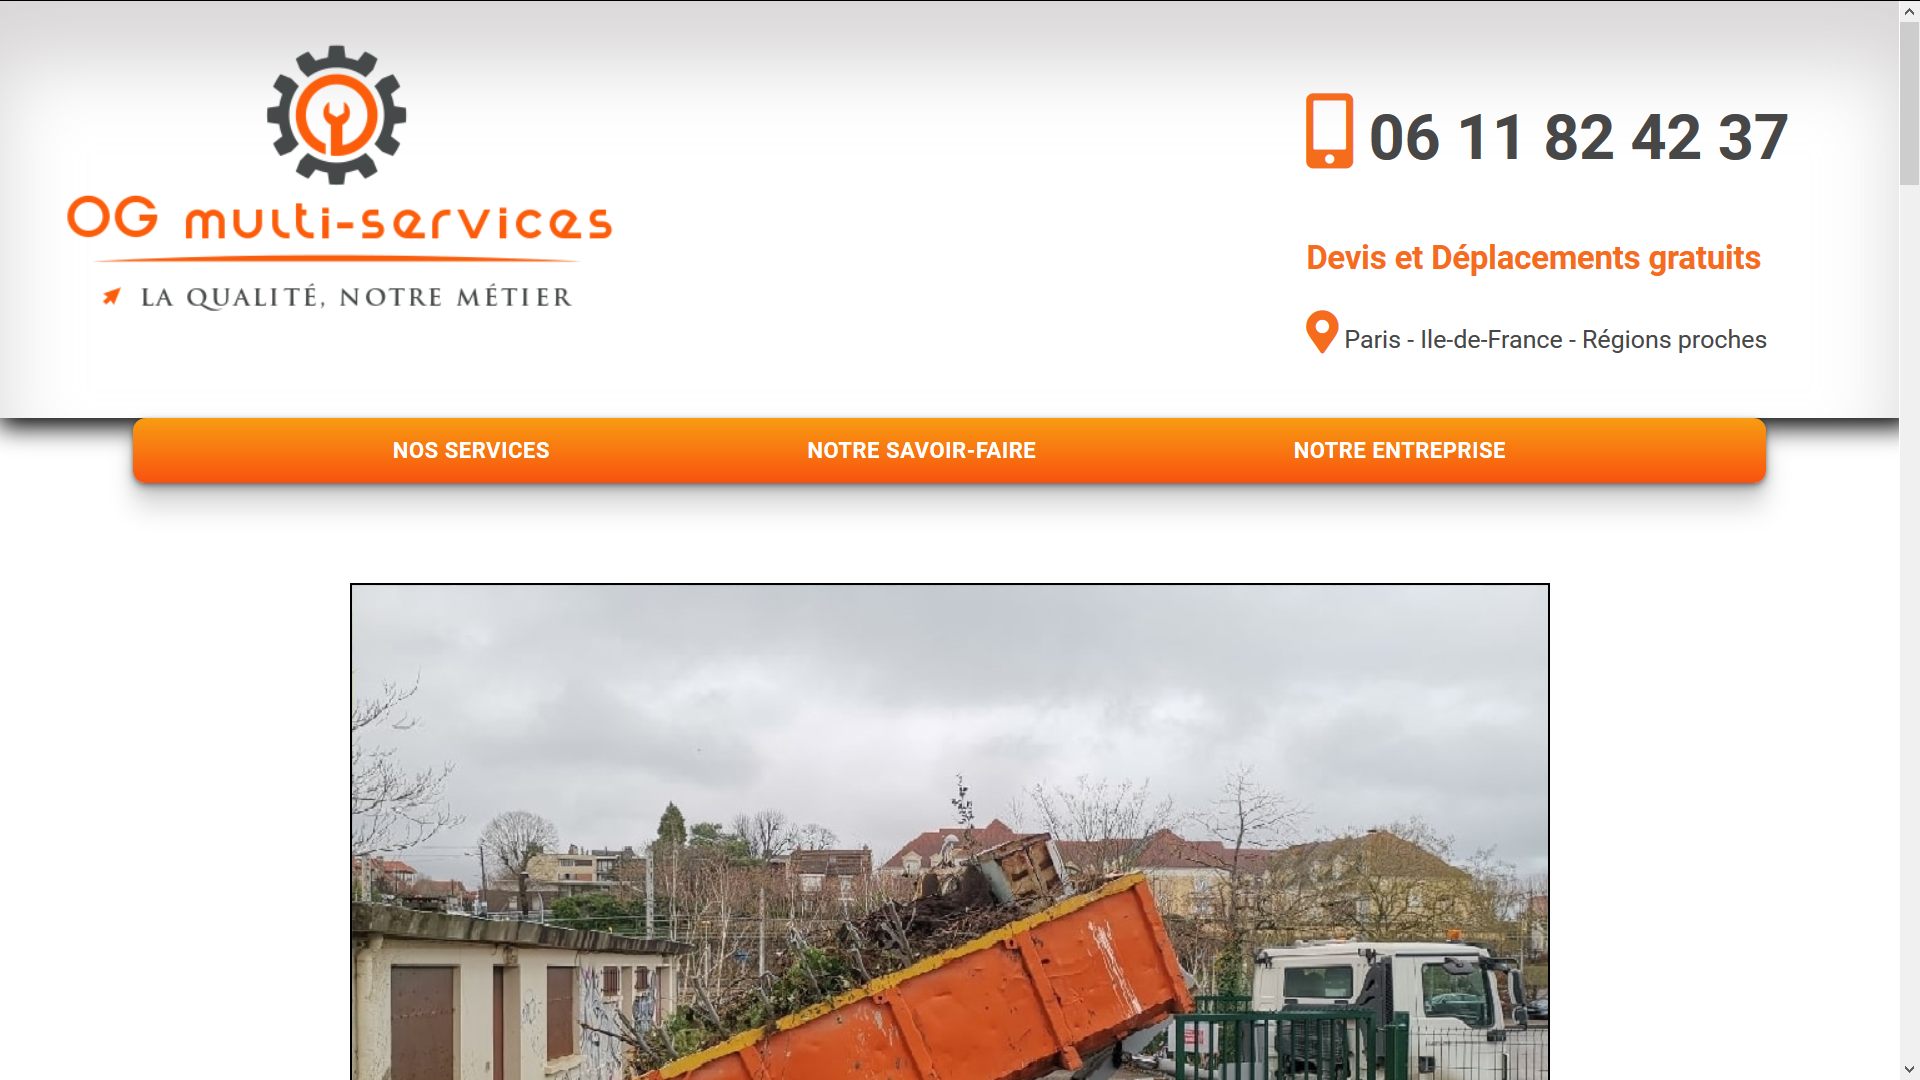 OG multi-services
LA QUALITÉ, NOTRE MÉTIER
06 11 82 42 37
Devis et Déplacements gratuits
Paris - Ile-de-France - Régions proches
NOS SERVICES
NOTRE SAVOIR-FAIRE
NOTRE ENTREPRISE